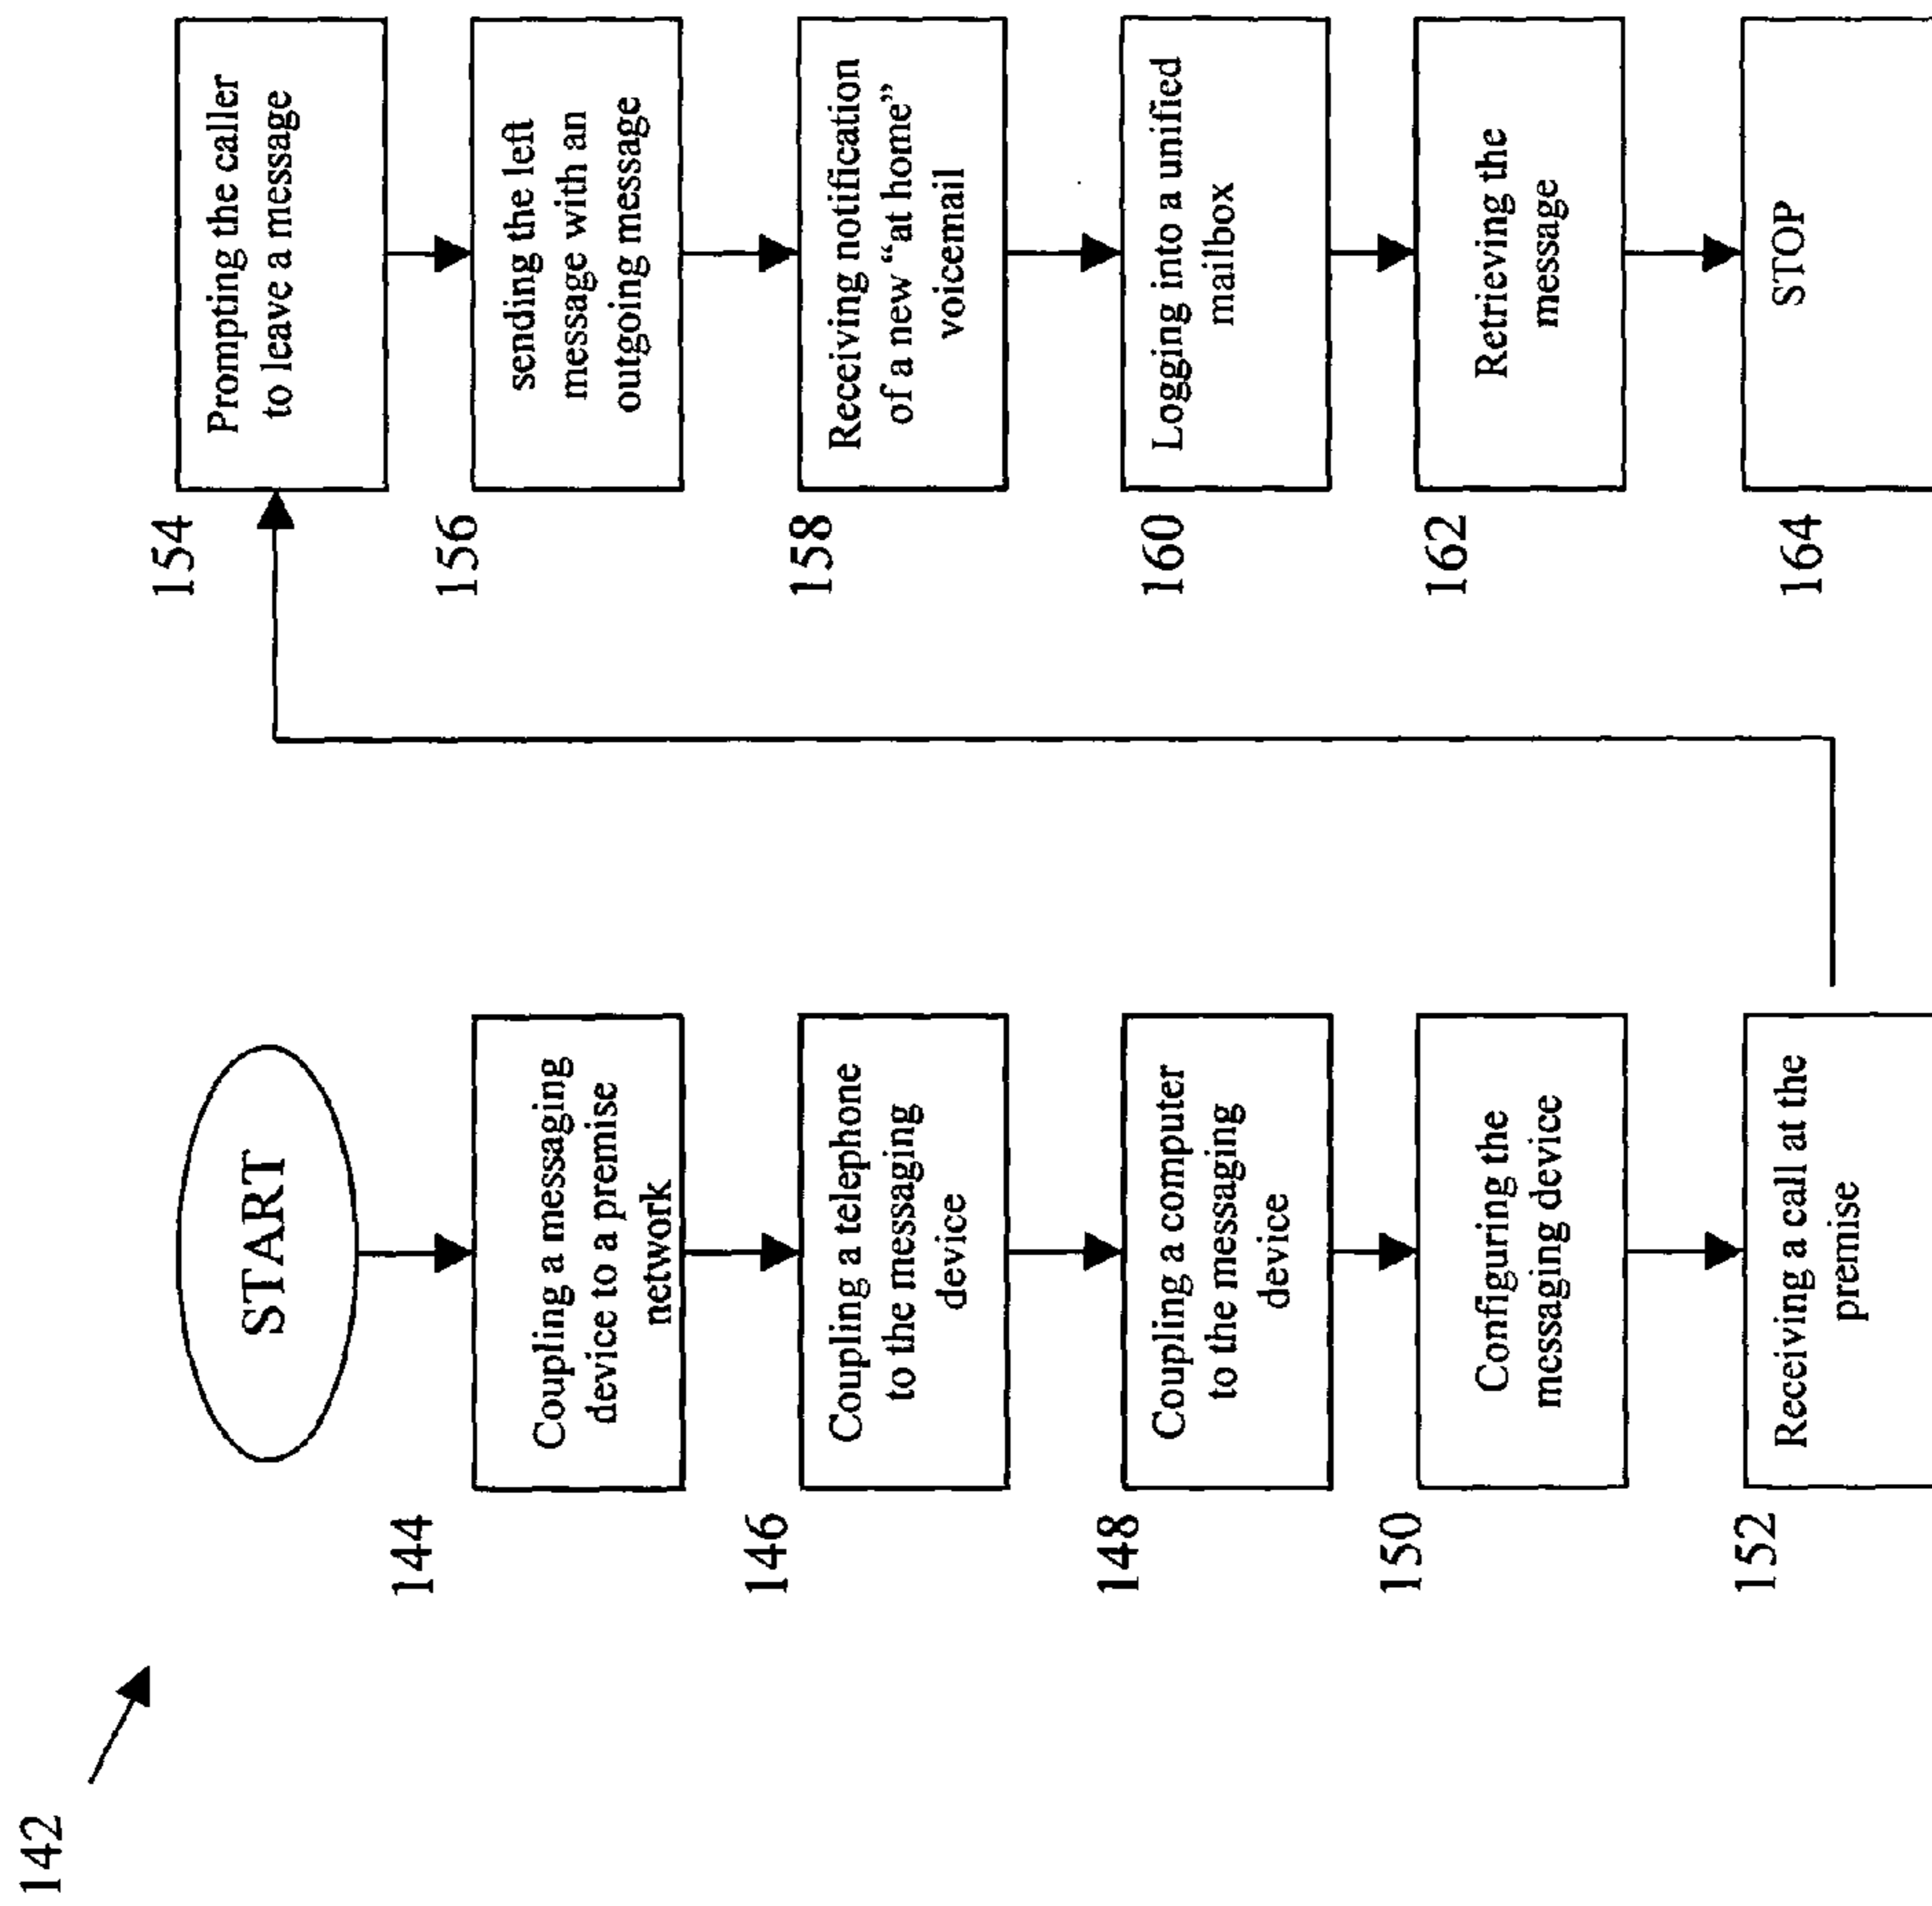 142
START
144
Coupling a messaging
device to a premise
network
146
Coupling a telephone
to the messaging
device
148
Coupling a computer
to the messaging
device
150
Configuring the
messaging device
152
Receiving a call at the
premise
154
Prompting the caller
to leave a message
156
sending the left
message with an
outgoing message
158
Receiving notification
of a new “at home”
voicemail
160
Logging into a unified
mailbox
162
Retrieving the
message
164
STOP